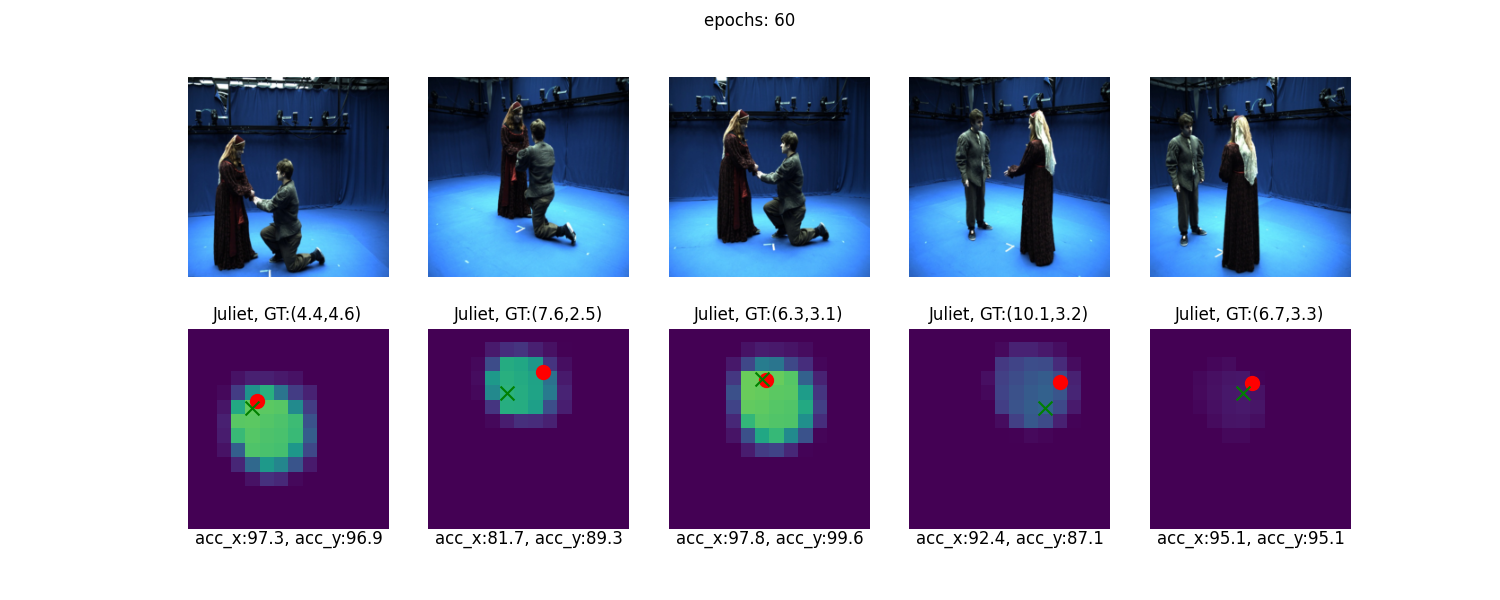 epochs: 60
Juliet, GT:(4.4,4.6)
Juliet, GT:(7.6,2.5)
Juliet, GT:(6.3,3.1)
Juliet, GT:(10.1,3.2)
Juliet, GT:(6.7,3.3)
acc_x:97.3, acc_y:96.9
acc_x:81.7, acc_y:89.3
acc_x:97.8, acc_y:99.6
acc_x:92.4, acc_y:87.1
acc_x:95.1, acc_y:95.1